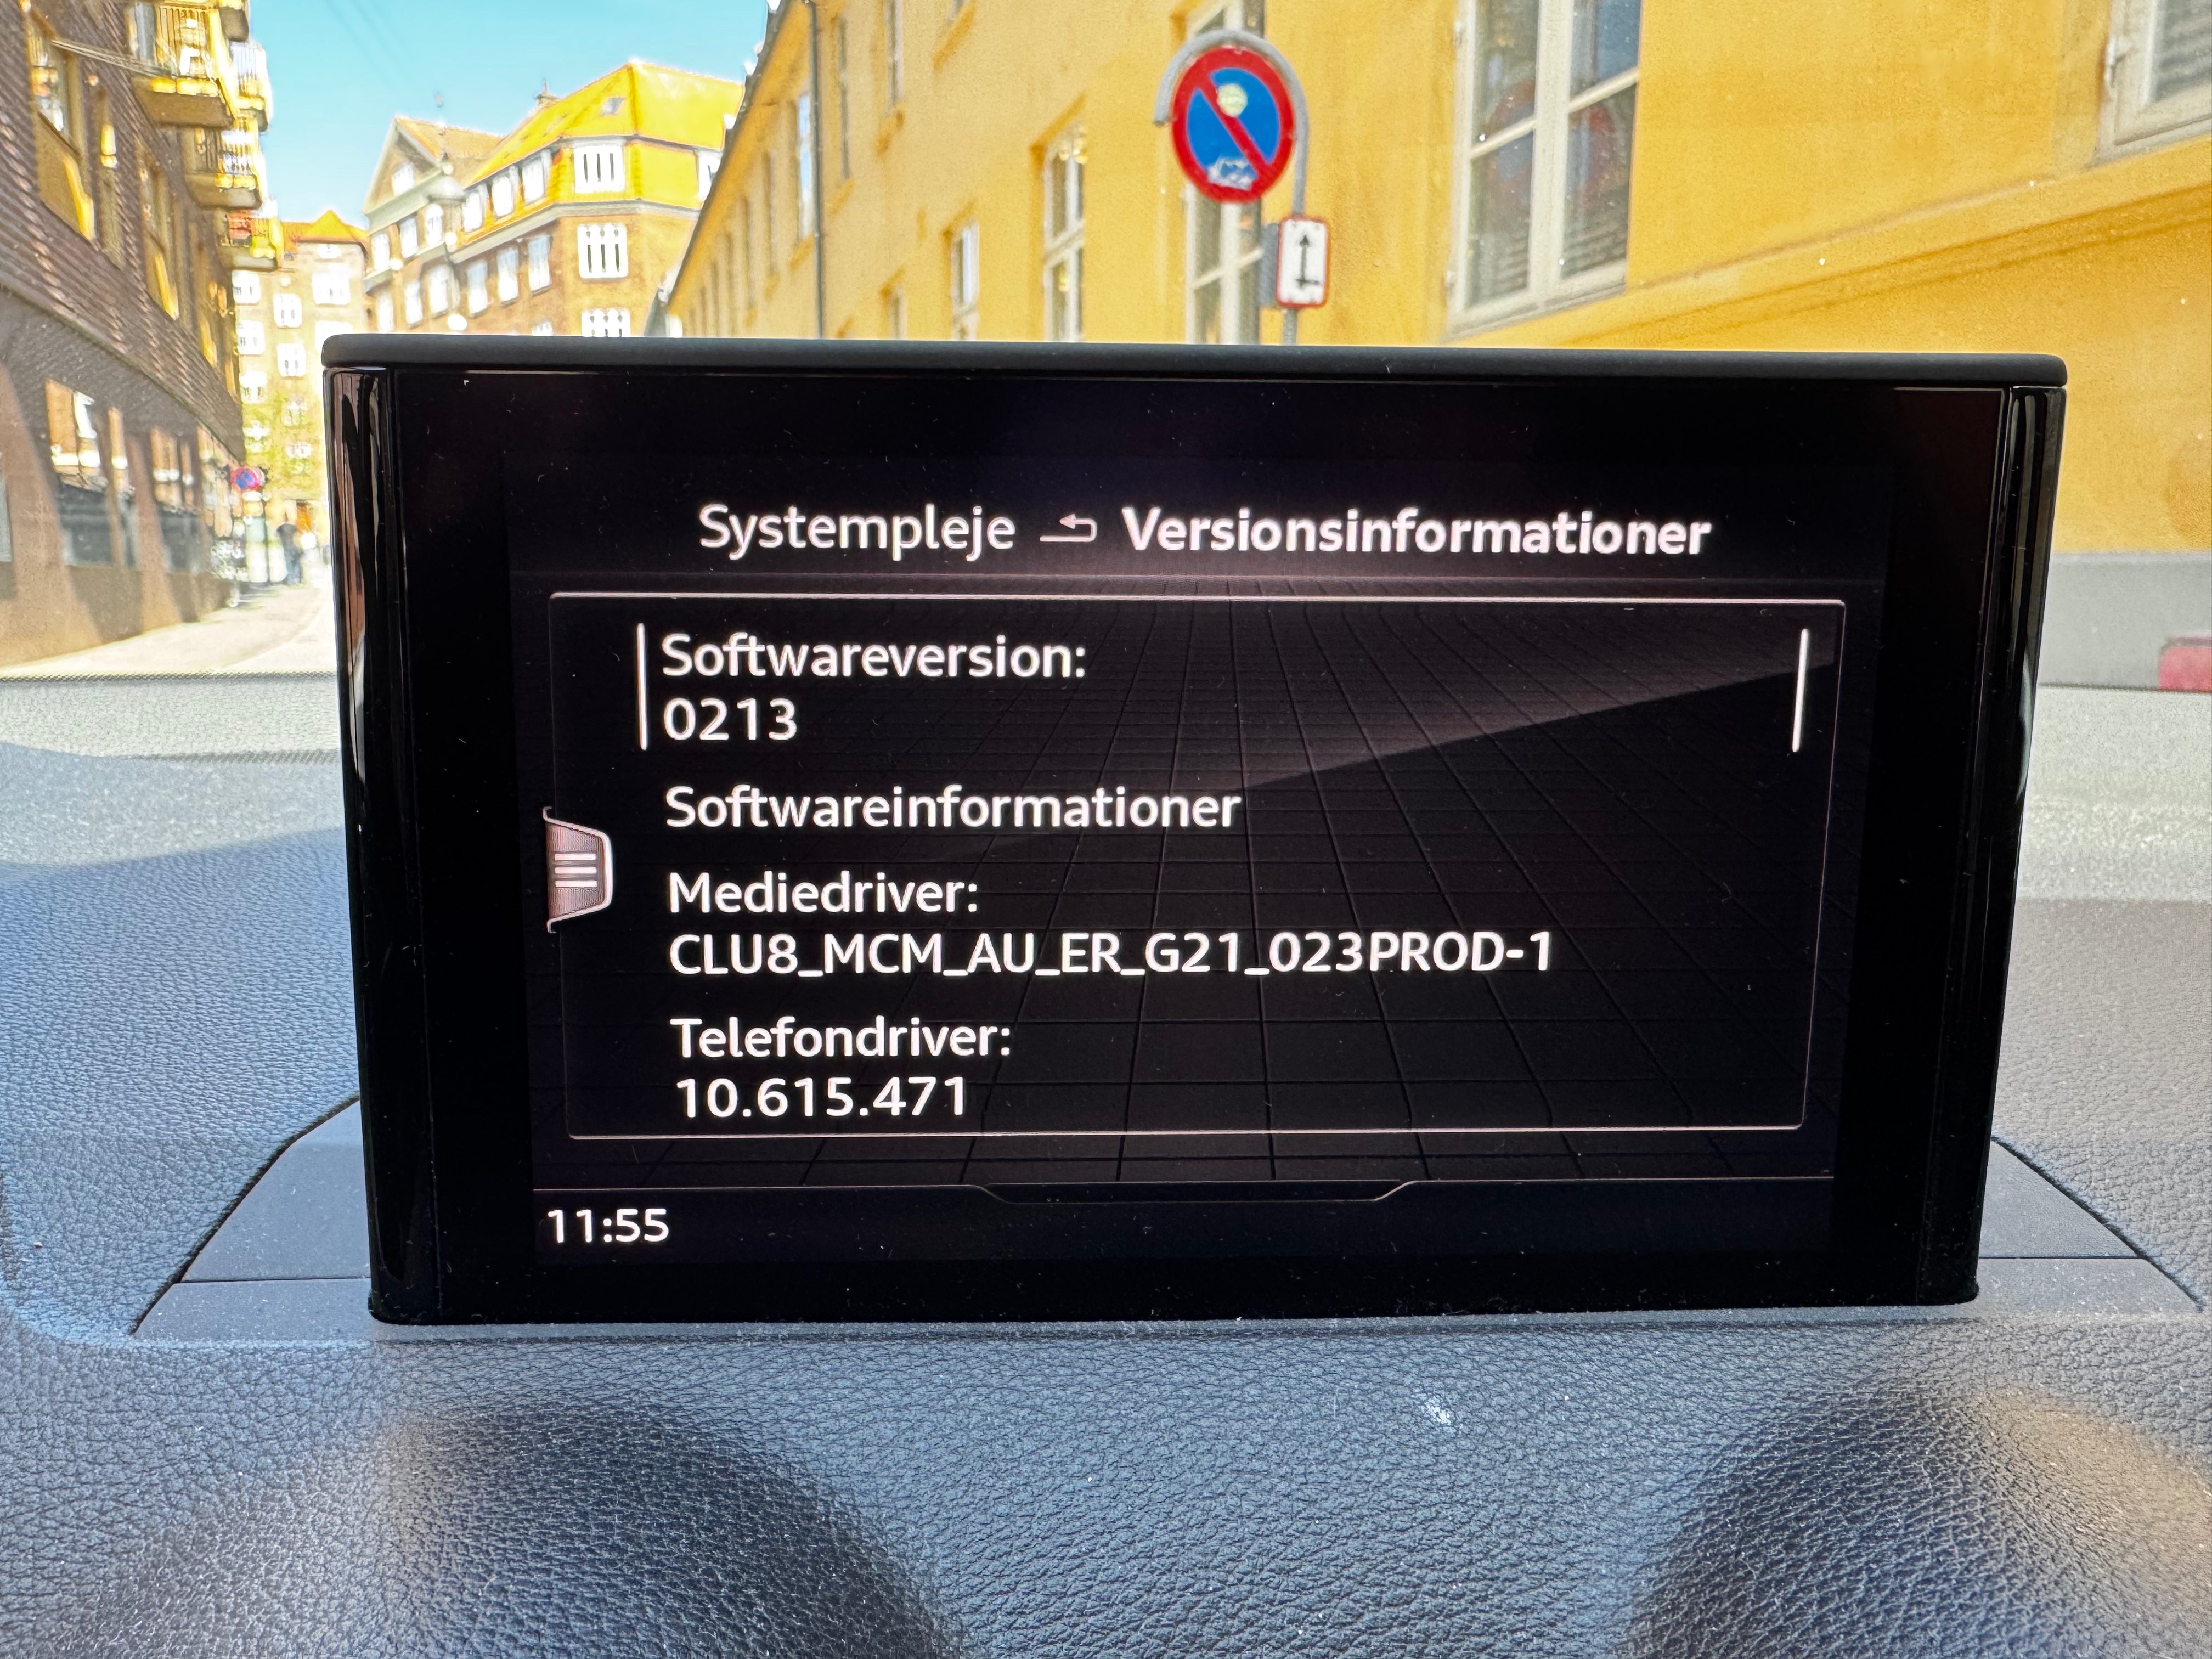 Systempleje Versionsinformationer
Softwareversion:
0213
Softwareinformationer
Mediedriver:
CLU8_MCM_AU_ER_G21_023PROD-1
Telefondriver:
10.615.471
11:55